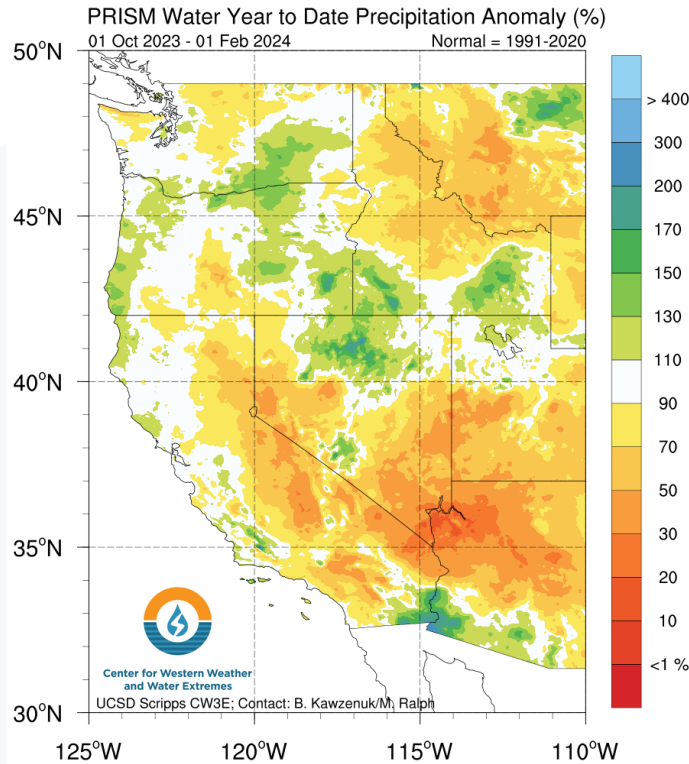 PRISM Water Year to Date Precipitation Anomaly (%)
01 Oct 2023 - 01 Feb 2024 Normal = 1991-2020
50°N
> 400
300
200
45°N
170
150
130
110
40°N
90
70
50
35°N
30
20
10
Center for Western Weather
and Water Extremes
<1 %
UCSD Scripps CW3E; Contact: B. Kawzenuk/M. Ralph
30°N
125°W 120°W 115°W 110°W